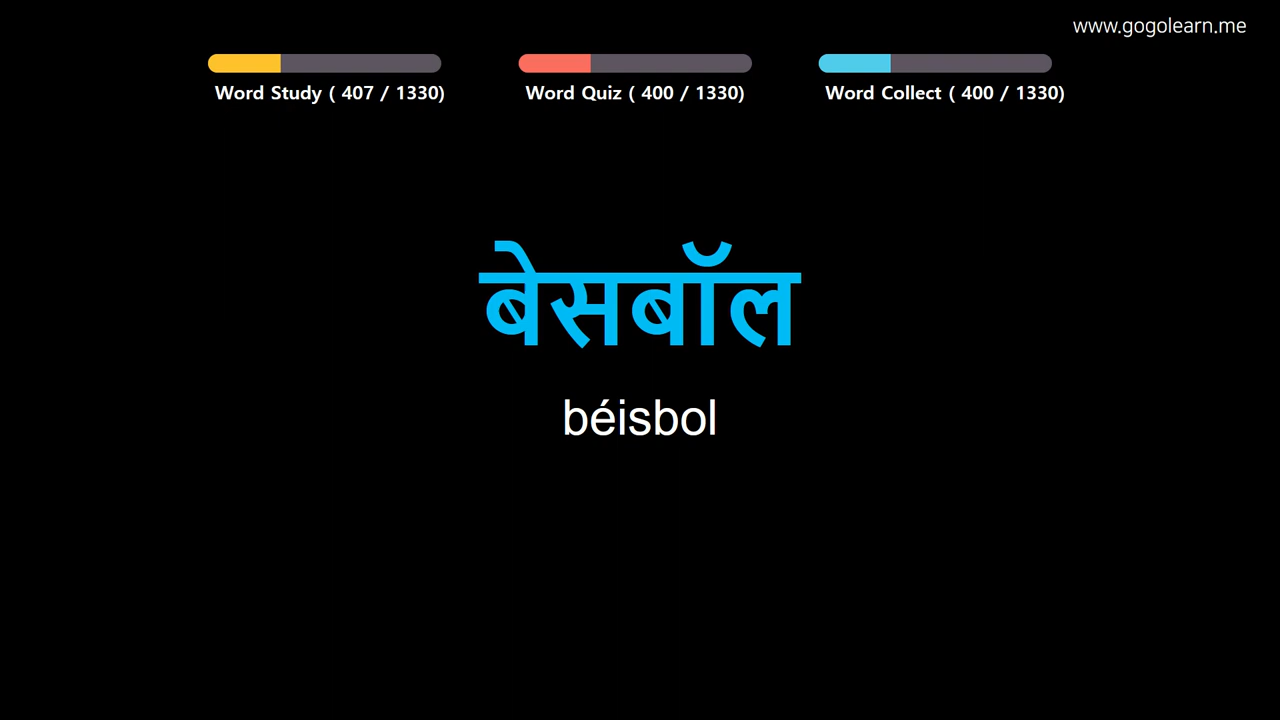 www.gogolearn.me
Word Study ( 407 / 1330)
Word Quiz ( 400 / 1330)
Word Collect ( 400 / 1330)
बेसबॉल
béisbol